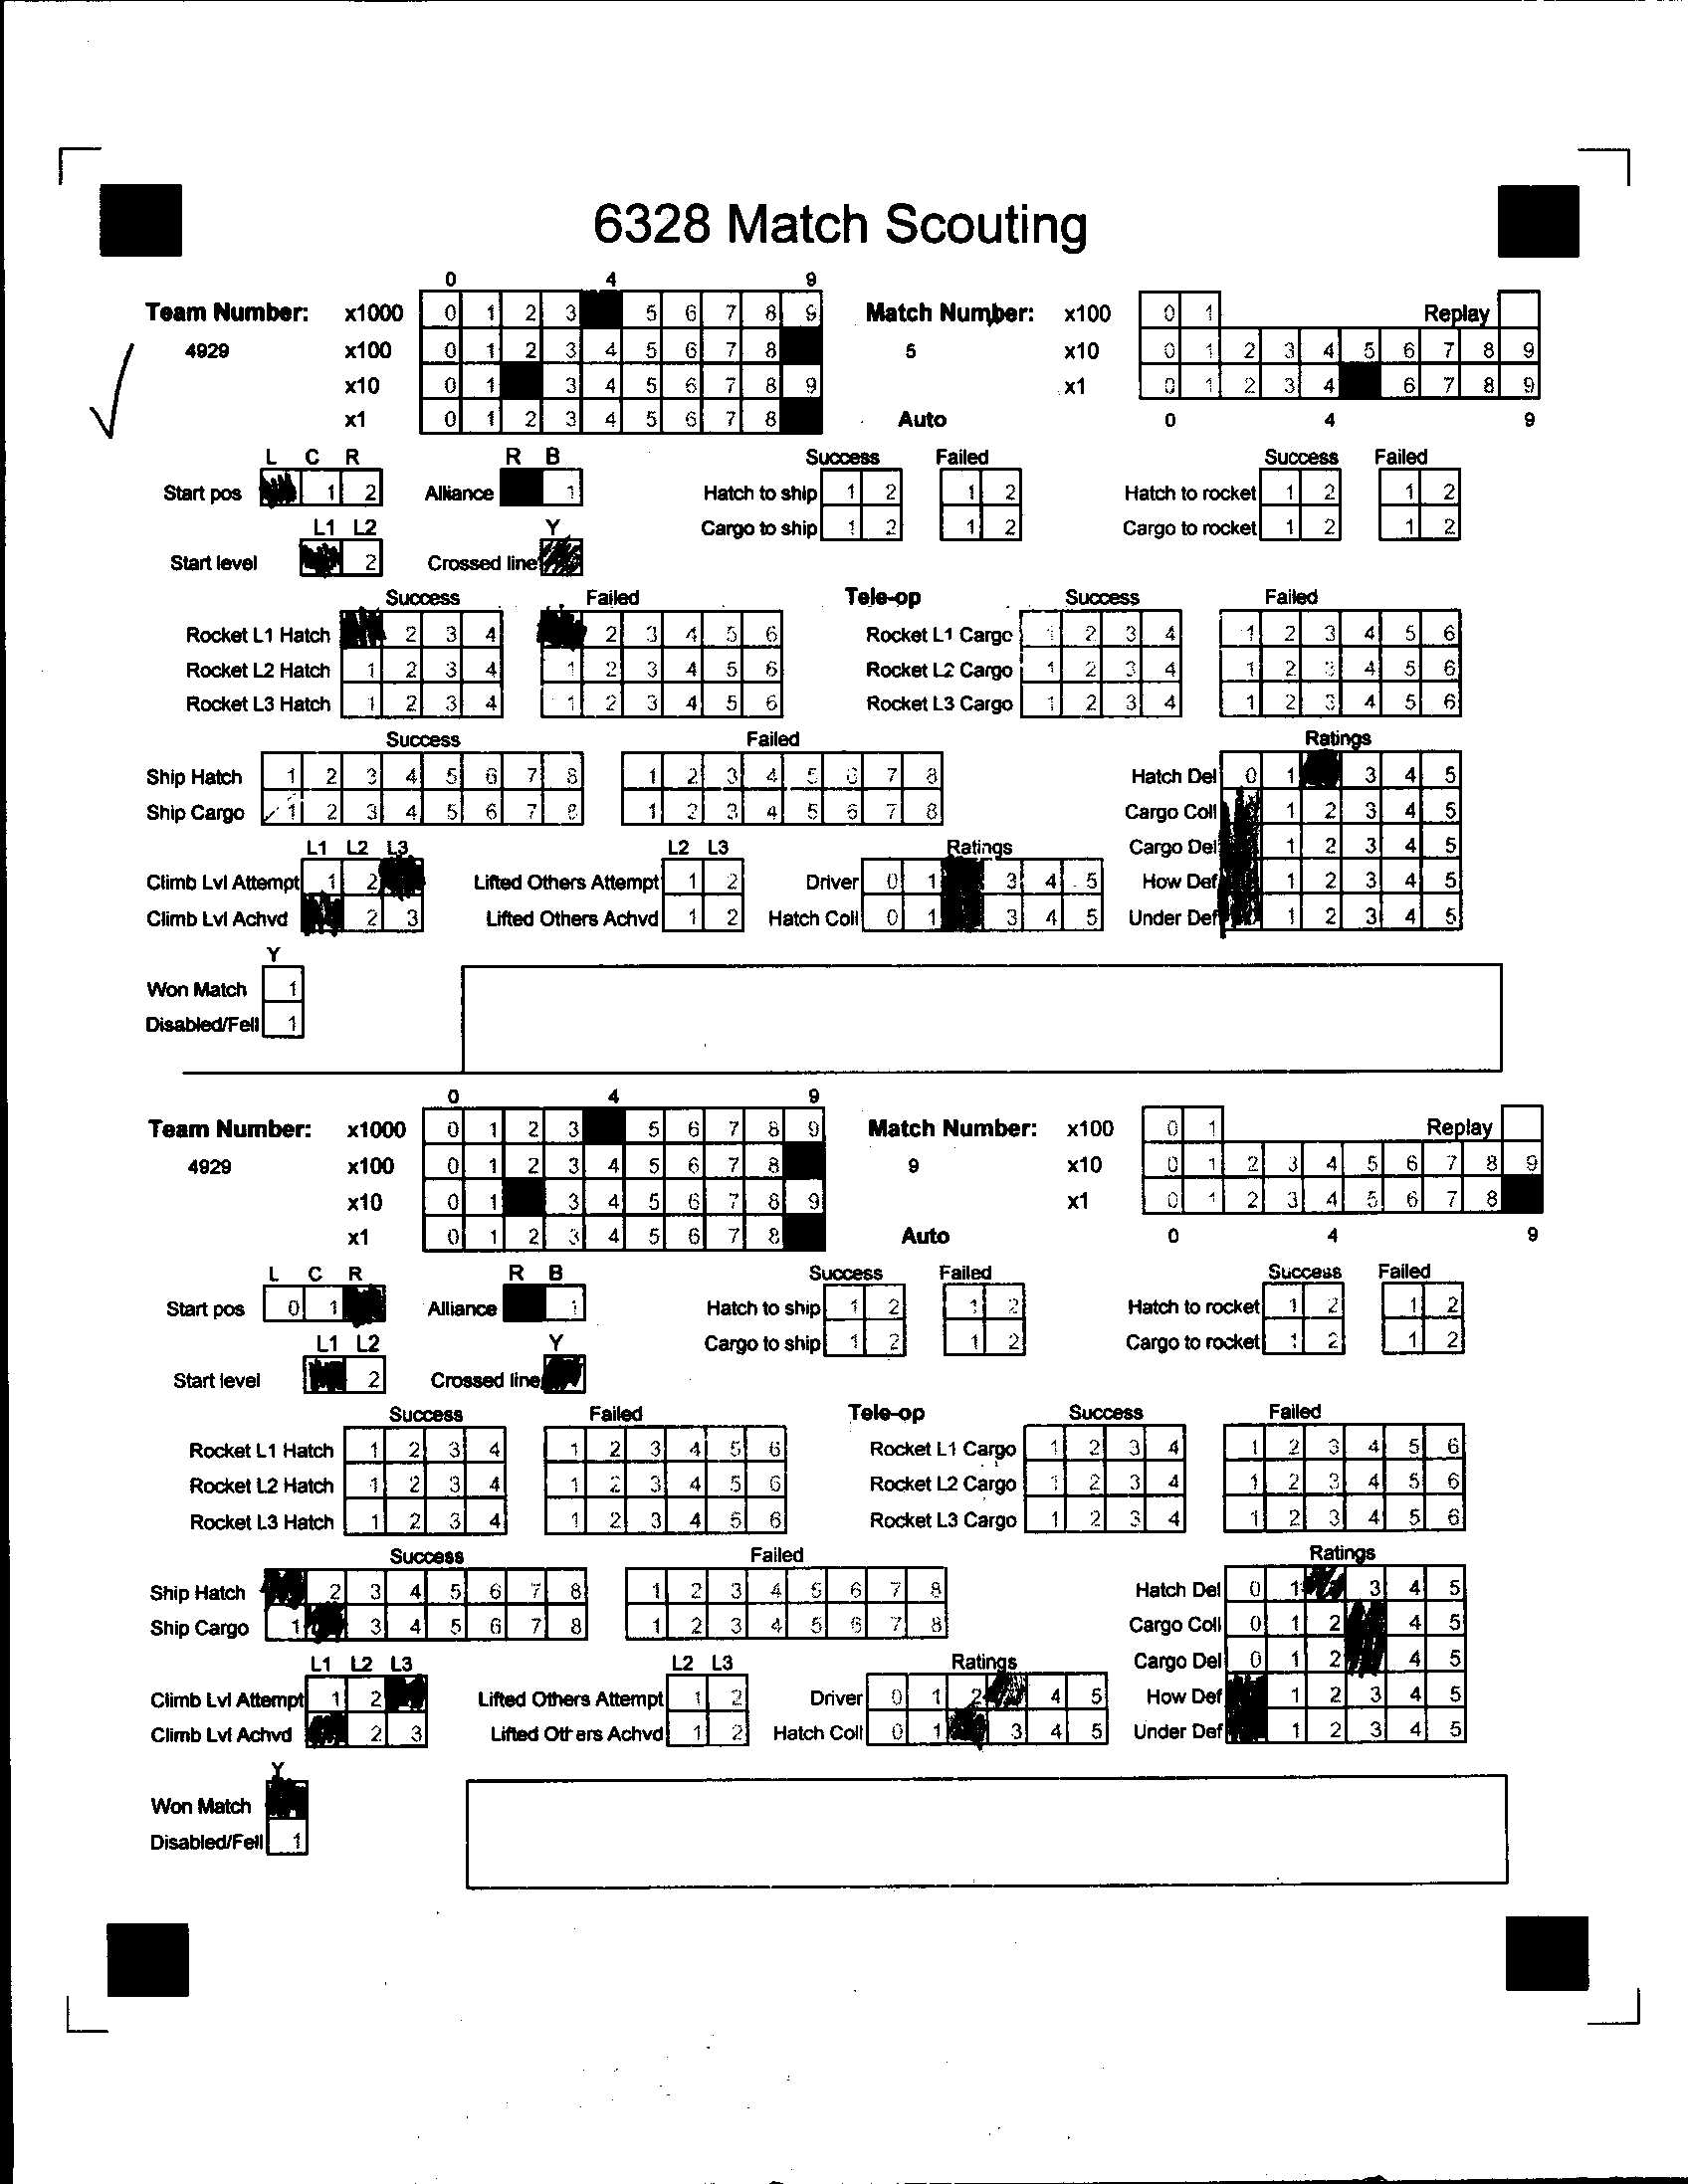 6328 Match Scouting
0 4 9
Team Number: x1000 0 1 2 3 5 6 7 8 9 Match Number: x100 0 1 Replay
4929 x100 0 1 2 3 4 5 6 7 8 5 x10 0 1 2 3 4 5 6 7 8 9
x10 0 1 3 4 5 6 7 8 9 x1 0 1 2 3 4 6 7 8 9
x1 0 1 2 3 4 5 6 7 8 Auto 0 4 9
L C R R B Success Failed Success Failed
Start pos 1 2 Alliance 1 Hatch to ship 1 2 1 2 Hatch to rocket 1 2 1 2
L1 L2 Y Cargo to ship 1 2 1 2 Cargo to rocket 1 2 1 2
Start level 2 Crossed line
Success Failed Tele-op Success Failed
Rocket L1 Hatch 2 3 4 2 3 4 5 6 Rocket L1 Cargo 1 2 3 4 1 2 3 4 5 6
Rocket L2 Hatch 1 2 3 4 1 2 3 4 5 6 Rocket L2 Cargo 1 2 3 4 1 2 3 4 5 6
Rocket L3 Hatch 1 2 3 4 1 2 3 4 5 6 Rocket L3 Cargo 1 2 3 4 1 2 3 4 5 6
Success Failed Ratings
Ship Hatch 1 2 3 4 5 6 7 8 1 2 3 4 5 6 7 8 Hatch Del 0 1 3 4 5
Ship Cargo 1 2 3 4 5 6 7 8 1 2 3 4 5 6 7 8 Cargo Coll 1 2 3 4 5
L1 L2 L3 L2 L3 Ratings Cargo Del 1 2 3 4 5
Climb Lvl Attempt 1 2 Lifted Others Attempt 1 2 Driver 0 1 3 4 5 How Def 1 2 3 4 5
Climb Lvl Achvd 2 3 Lifted Others Achvd 1 2 Hatch Coll 0 1 3 4 5 Under Def 1 2 3 4 5
Y
Won Match 1
Disabled/Fell 1
0 4 9
Team Number: x1000 0 1 2 3 5 6 7 8 9 Match Number: x100 0 1 Replay
4929 x100 0 1 2 3 4 5 6 7 8 9 x10 0 1 2 3 4 5 6 7 8 9
x10 0 1 3 4 5 6 7 8 9 x1 0 1 2 3 4 5 6 7 8
x1 0 1 2 3 4 5 6 7 8 Auto 0 4 9
L C R R B Success Failed Success Failed
Start pos 0 1 Alliance 1 Hatch to ship 1 2 1 2 Hatch to rocket 1 2 1 2
L1 L2 Y Cargo to ship 1 2 1 2 Cargo to rocket 1 2 1 2
Start level 2 Crossed line
Success Failed Tele-op Success Failed
Rocket L1 Hatch 1 2 3 4 1 2 3 4 5 6 Rocket L1 Cargo 1 2 3 4 1 2 3 4 5 6
Rocket L2 Hatch 1 2 3 4 1 2 3 4 5 6 Rocket L2 Cargo 1 2 3 4 1 2 3 4 5 6
Rocket L3 Hatch 1 2 3 4 1 2 3 4 5 6 Rocket L3 Cargo 1 2 3 4 1 2 3 4 5 6
Success Failed Ratings
Ship Hatch 2 3 4 5 6 7 8 1 2 3 4 5 6 7 8 Hatch Del 0 1 3 4 5
Ship Cargo 1 3 4 5 6 7 8 1 2 3 4 5 6 7 8 Cargo Coll 0 1 2 4 5
L1 L2 L3 L2 L3 Ratings Cargo Del 0 1 2 4 5
Climb Lvl Attempt 1 2 Lifted Others Attempt 1 2 Driver 0 1 2 4 5 How Def 1 2 3 4 5
Climb Lvl Achvd 2 3 Lifted Others Achvd 1 2 Hatch Coll 0 1 3 4 5 Under Def 1 2 3 4 5
Y
Won Match
Disabled/Fell 1